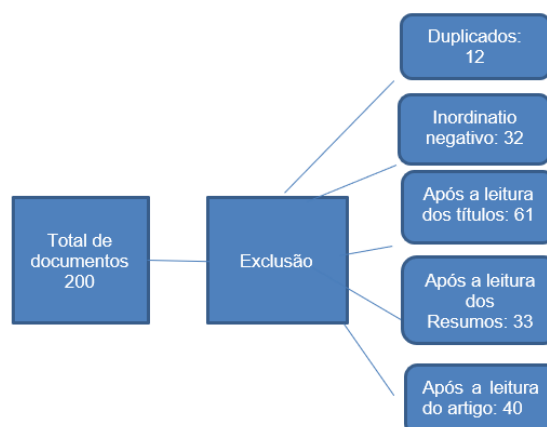 Total de
documentos
200
Exclusão
Duplicados:
12
Inordinatio
negativo: 32
Após a leitura
dos títulos: 61
Após a leitura
dos
Resumos: 33
Após a leitura
do artigo: 40